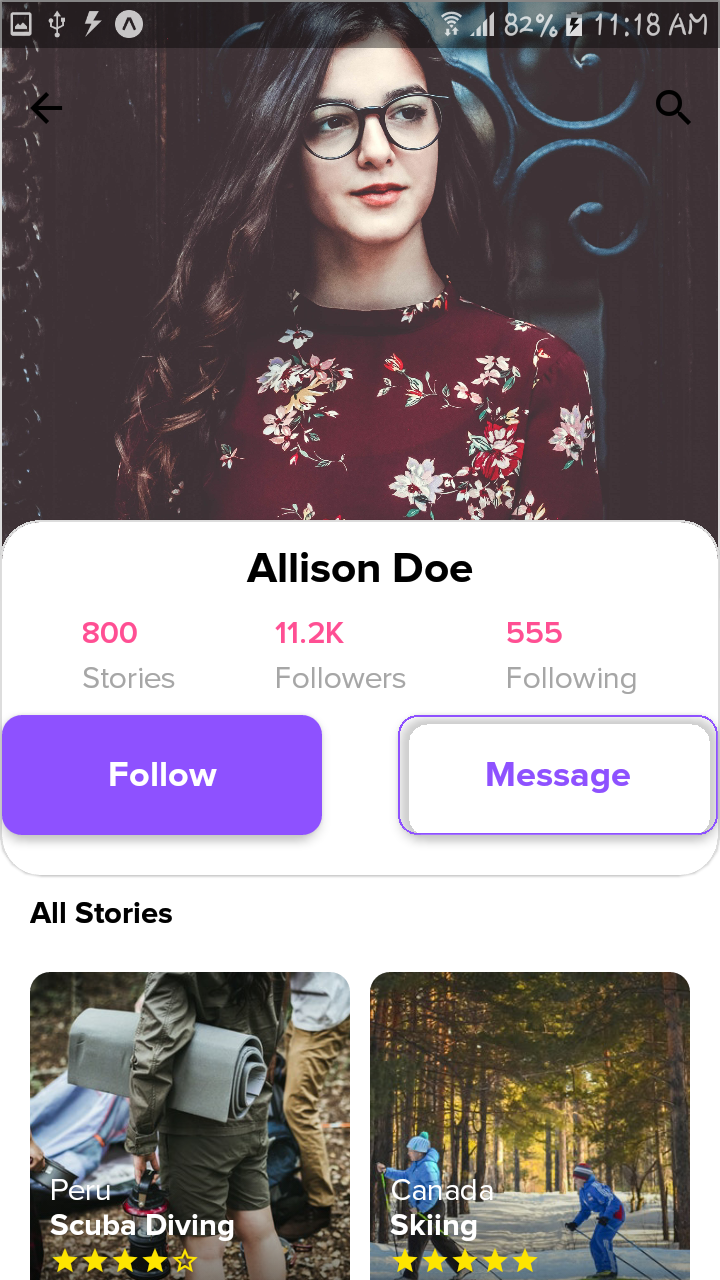 82% 11:18 AM
Allison Doe
800 11.2K 555
Stories Followers Following
Follow Message
All Stories
Peru Canada
Scuba Diving Skiing